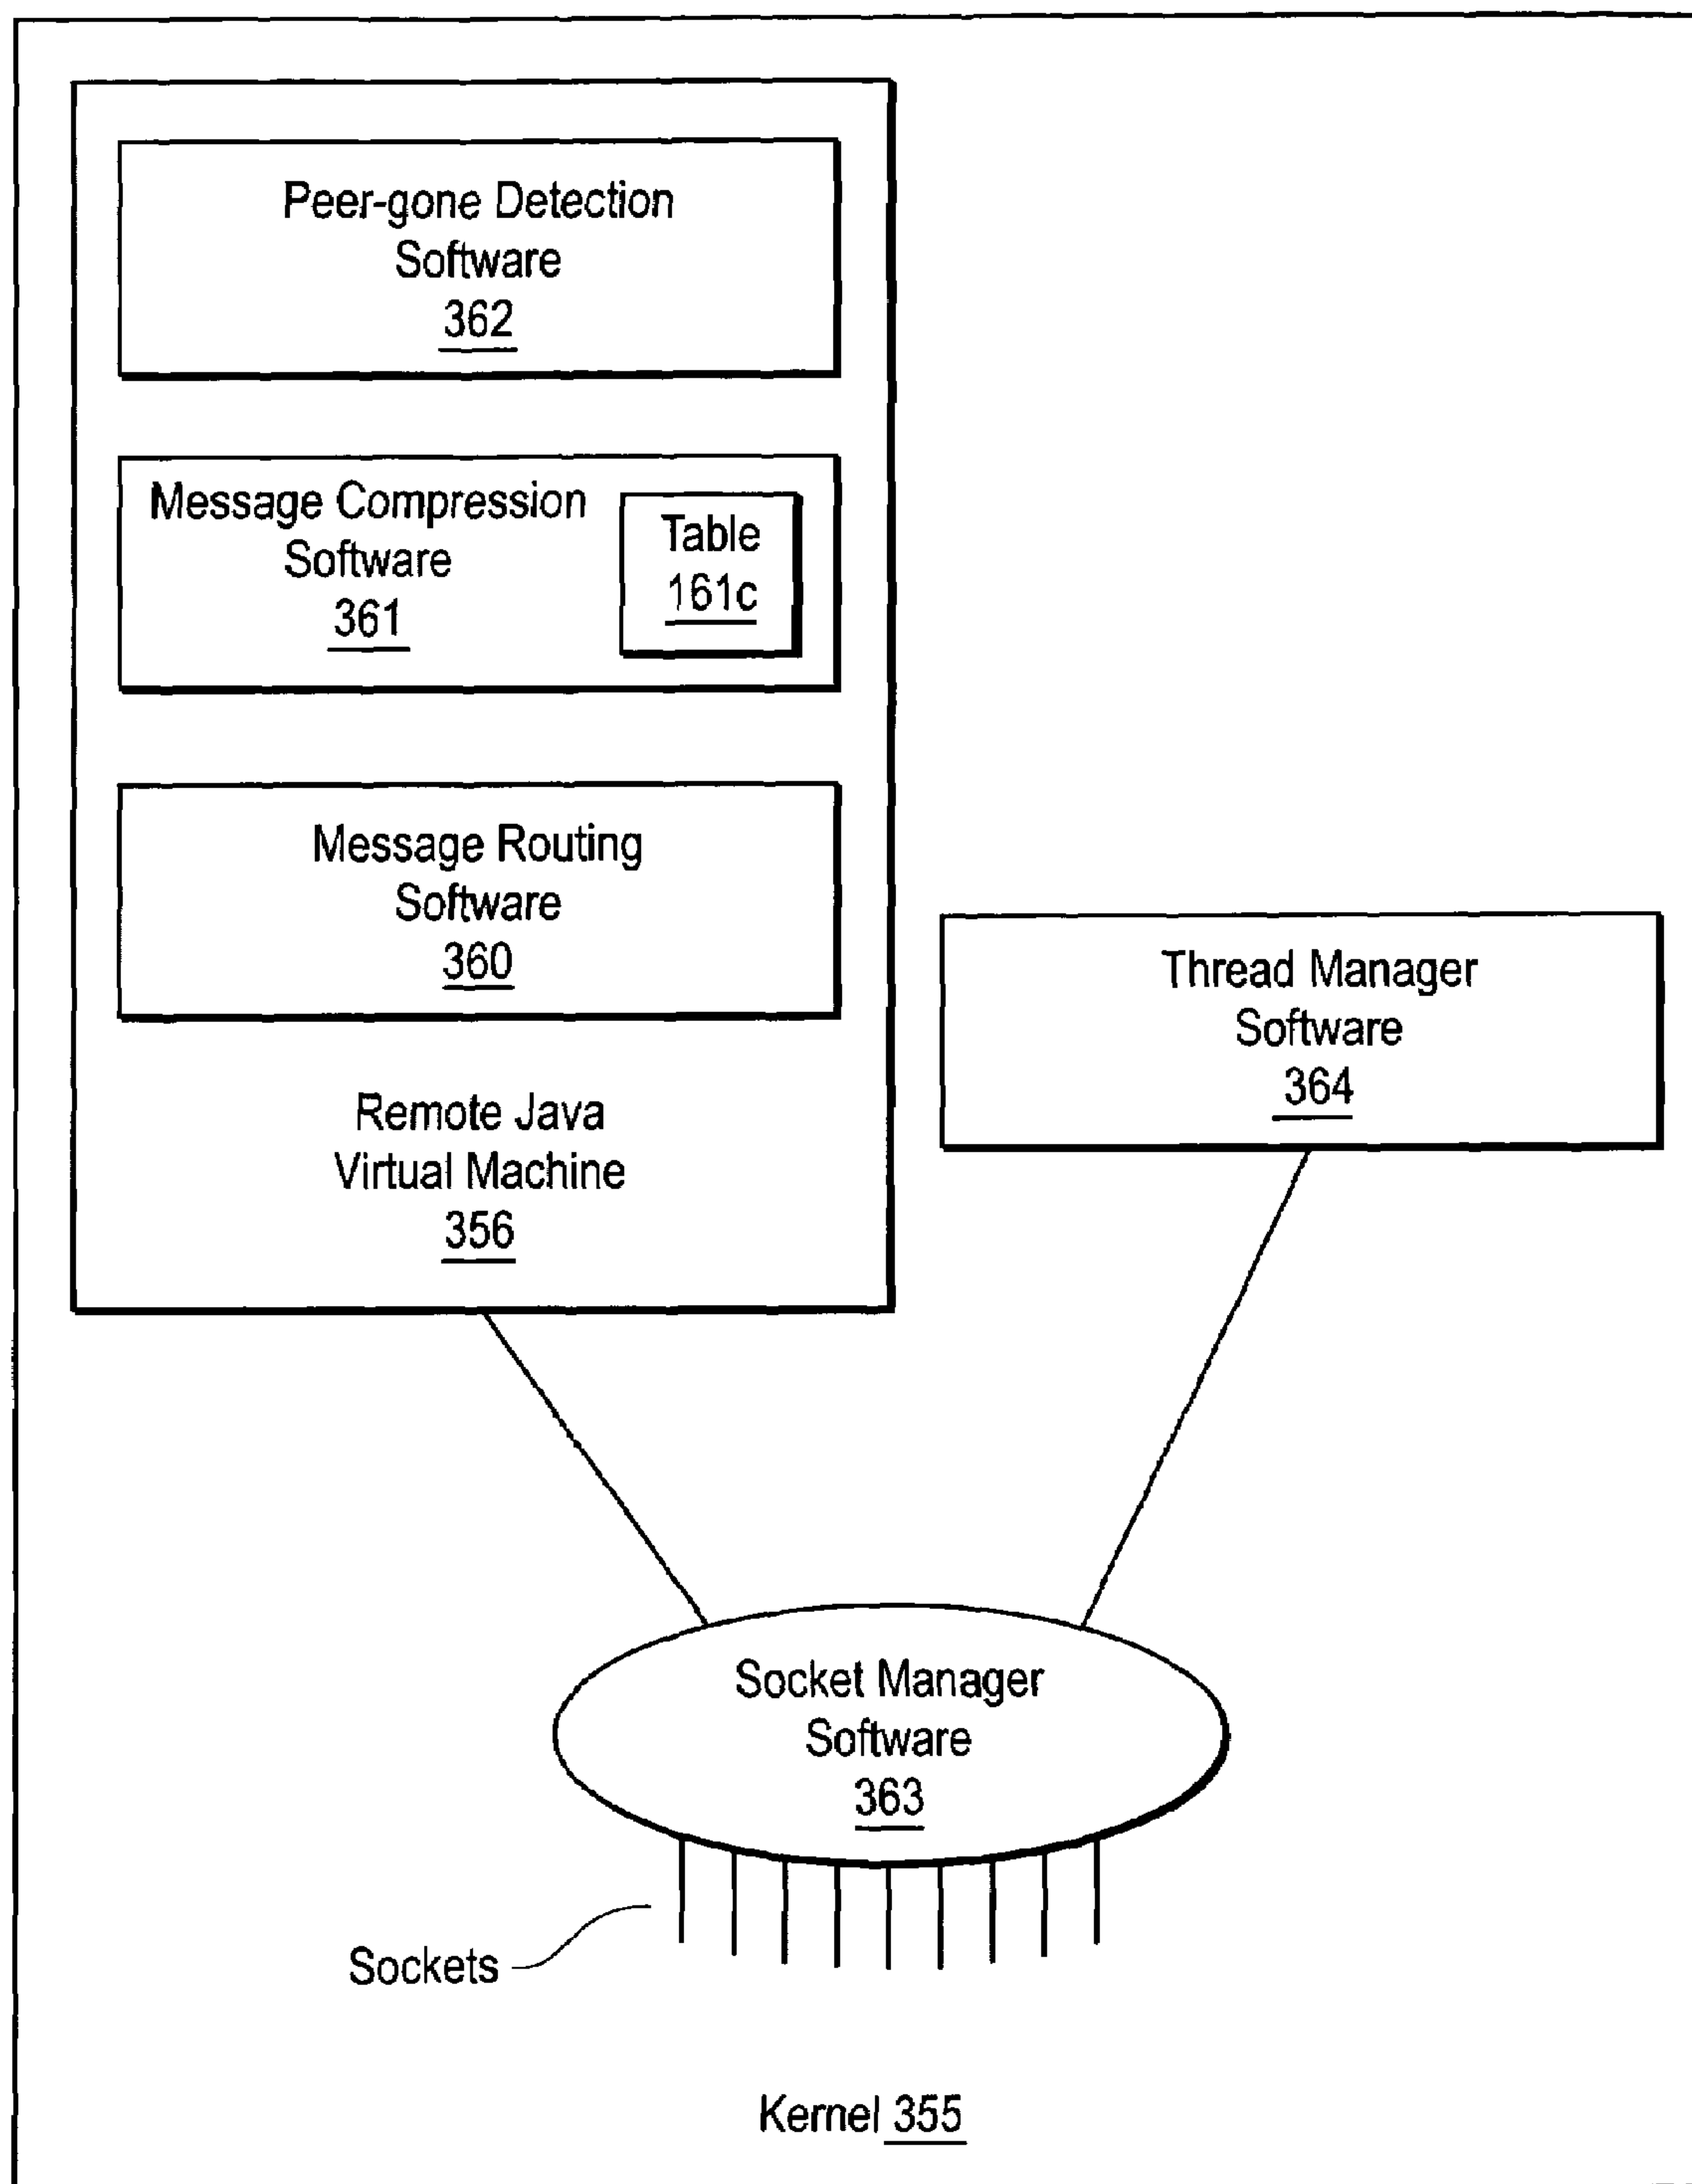 Peer-gone Detection
Software
362
Message Compression
Software
361
Table
161c
Message Routing
Software
360
Remote Java
Virtual Machine
356
Thread Manager
Software
364
Socket Manager
Software
363
Sockets
Kernel 355